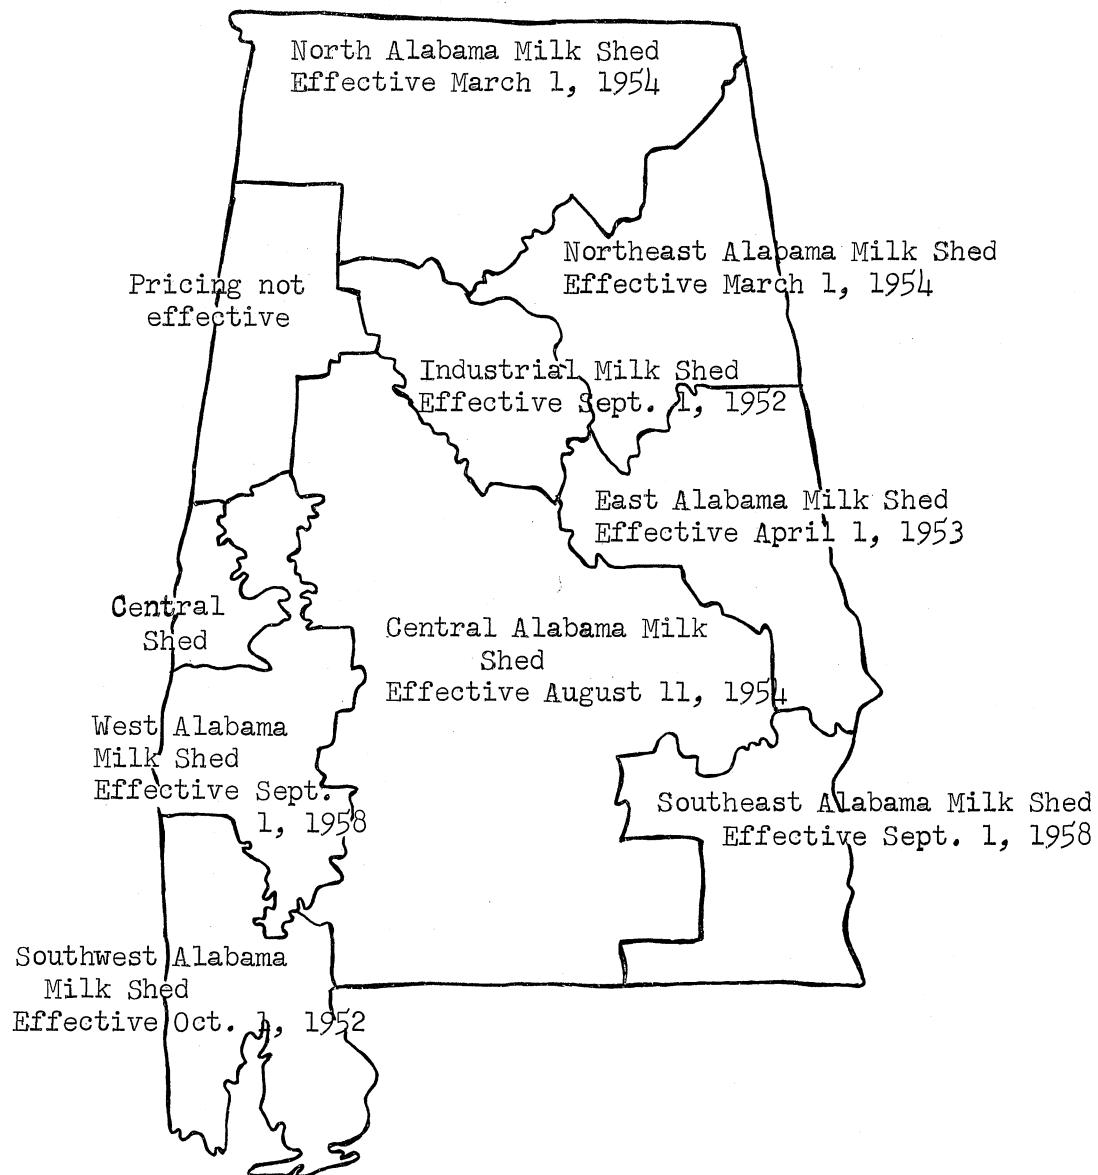 North Alabama Milk Shed
Effective March 1, 1954
Northeast Alabama Milk Shed
Effective March 1, 1954
Pricing not
effective
Industrial Milk Shed
Effective Sept. 1, 1952
East Alabama Milk Shed
Effective April 1, 1953
Central
Shed
Central Alabama Milk
Shed
Effective August 11, 1954
West Alabama
Milk Shed
Effective Sept.
1, 1958
Southeast Alabama Milk Shed
Effective Sept. 1, 1958
Southwest Alabama
Milk Shed
Effective Oct. 1, 1952